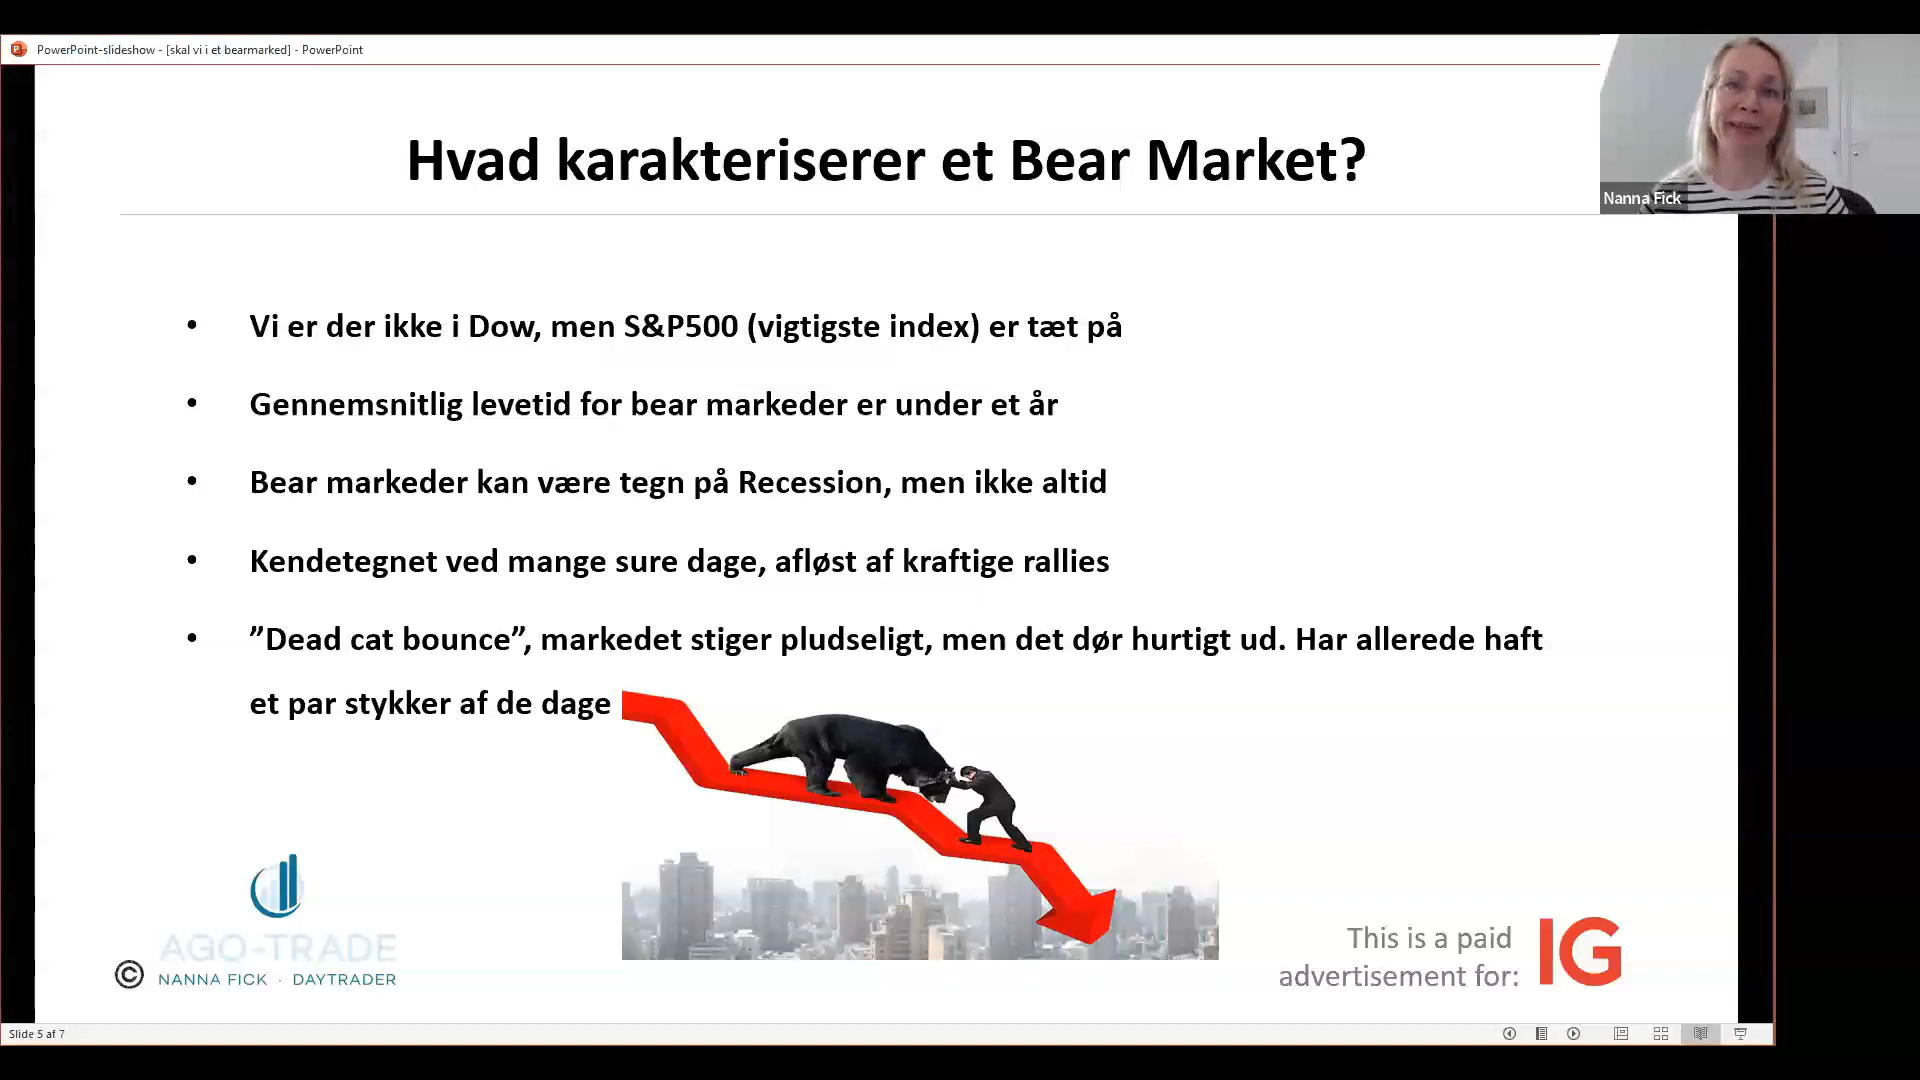 PowerPoint-slideshow - [skal vi i et bearmarked] - PowerPoint
Nanna Fick
Hvad karakteriserer et Bear Market?
• Vi er der ikke i Dow, men S&P500 (vigtigste index) er tæt på
• Gennemsnitlig levetid for bear markeder er under et år
• Bear markeder kan være tegn på Recession, men ikke altid
• Kendetegnet ved mange sure dage, afløst af kraftige rallies
• ”Dead cat bounce”, markedet stiger pludseligt, men det dør hurtigt ud. Har allerede haft
et par stykker af de dage
AGO-TRADE
© NANNA FICK · DAYTRADER
This is a paid
advertisement for:
IG
Slide 5 af 7